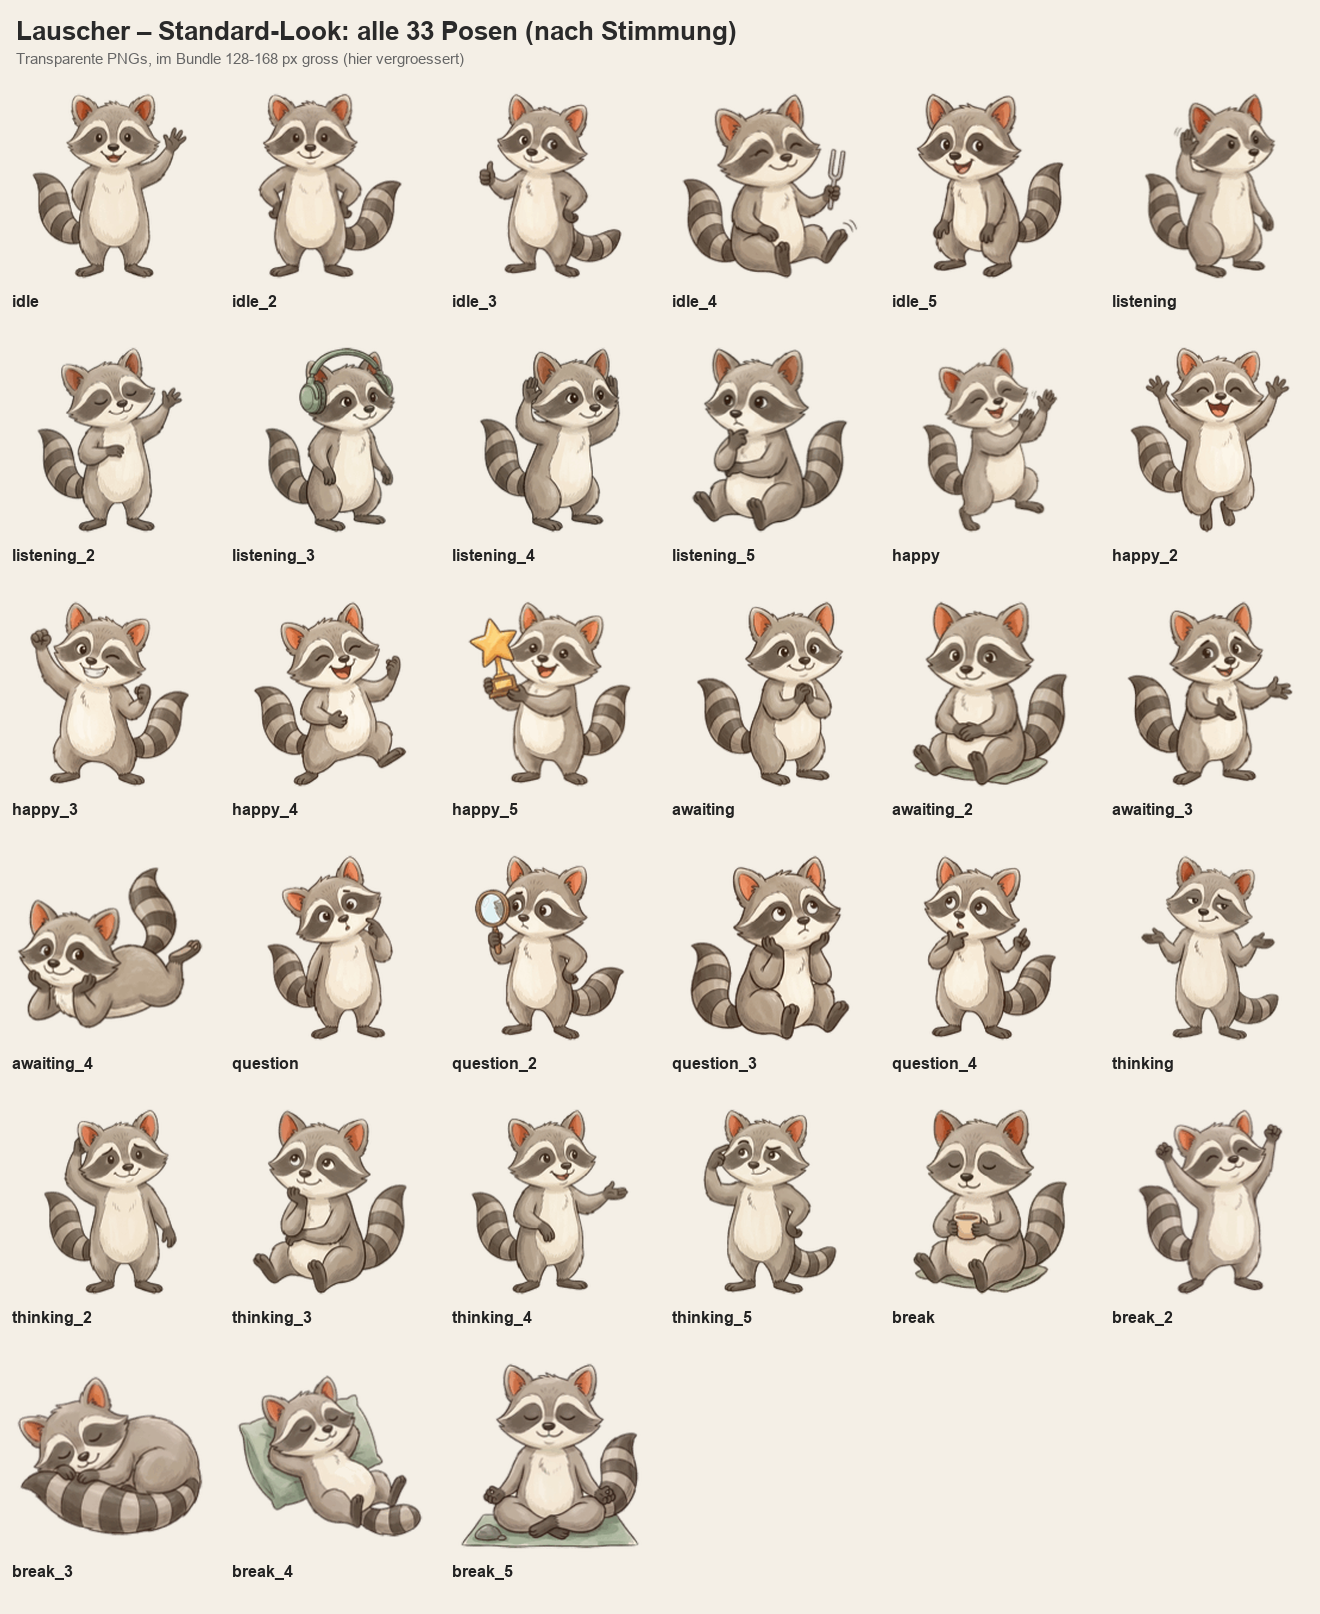 Lauscher – Standard-Look: alle 33 Posen (nach Stimmung)
Transparente PNGs, im Bundle 128-168 px gross (hier vergroessert)
idle
idle_2
idle_3
idle_4
idle_5
listening
listening_2
listening_3
listening_4
listening_5
happy
happy_2
happy_3
happy_4
happy_5
awaiting
awaiting_2
awaiting_3
awaiting_4
question
question_2
question_3
question_4
thinking
thinking_2
thinking_3
thinking_4
thinking_5
break
break_2
break_3
break_4
break_5